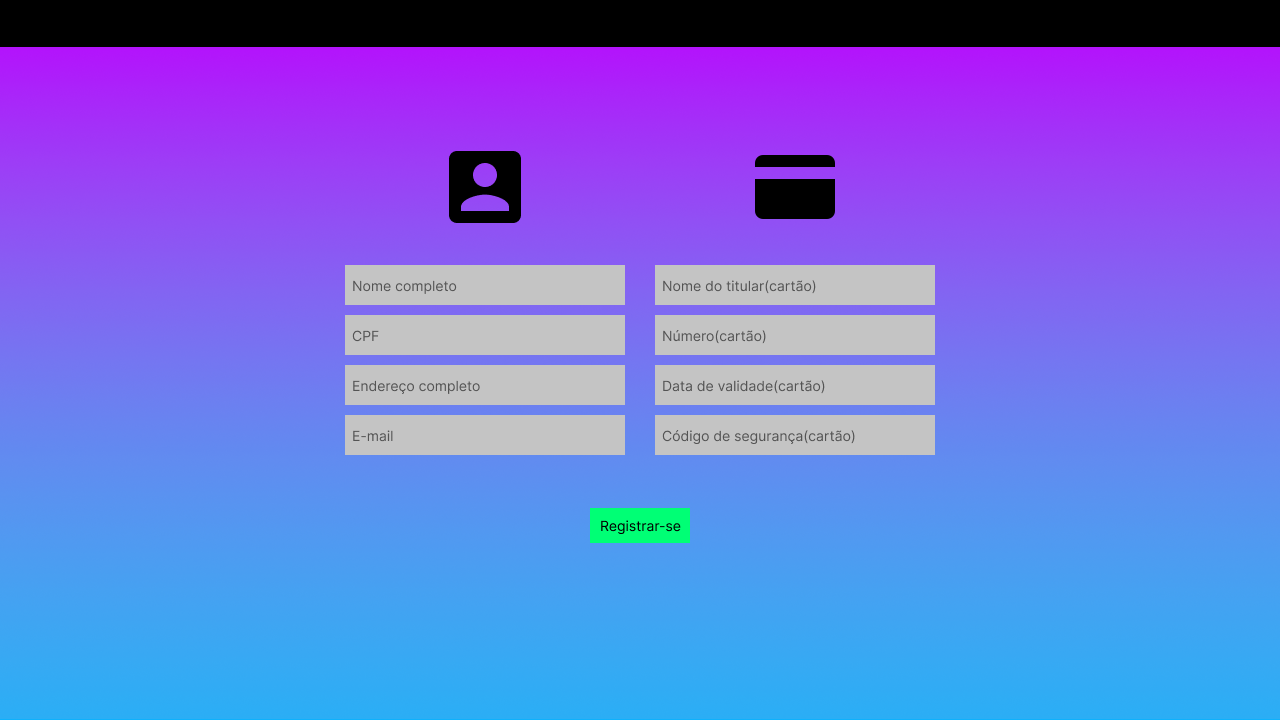 Nome completo
CPF
Endereço completo
E-mail
Nome do titular(cartão)
Número(cartão)
Data de validade(cartão)
Código de segurança(cartão)
Registrar-se